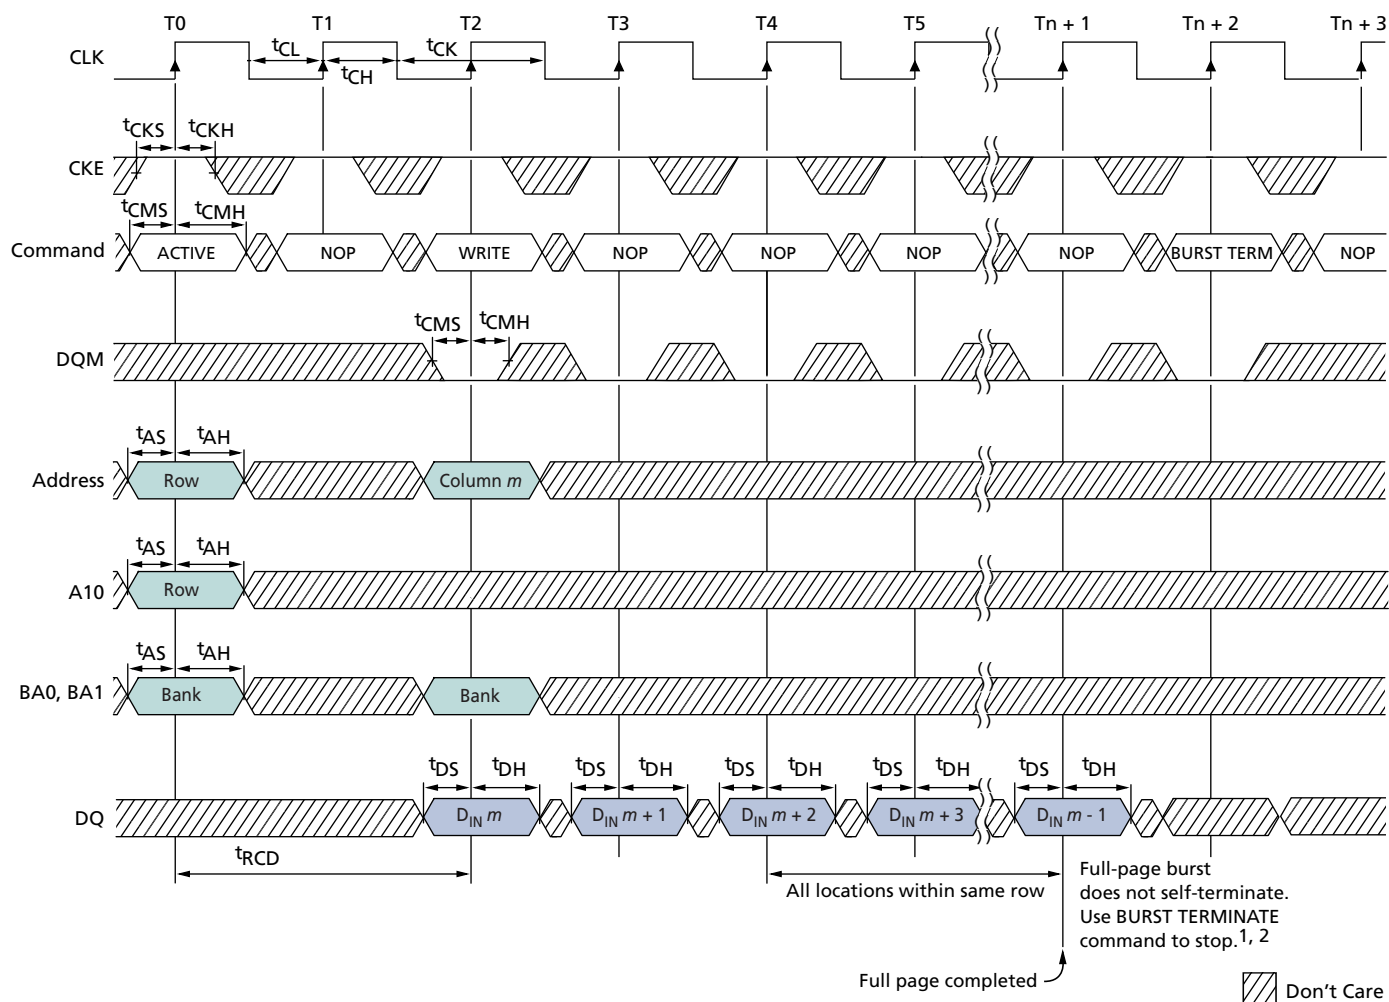 T0 T1 T2 T3 T4 T5 Tn + 1 Tn + 2 Tn + 3
CLK tCL tCH tCK
tCKS tCKH
CKE
tCMS tCMH
Command ACTIVE NOP WRITE NOP NOP NOP NOP BURST TERM NOP
tCMS tCMH
DQM
tAS tAH
Address Row Column m
tAS tAH
A10 Row
tAS tAH
BA0, BA1 Bank Bank
tDS tDH tDS tDH tDS tDH tDS tDH tDS tDH
DQ DIN m DIN m + 1 DIN m + 2 DIN m + 3 DIN m - 1
tRCD
All locations within same row
Full-page burst
does not self-terminate.
Use BURST TERMINATE
command to stop.1, 2
Full page completed
Don't Care